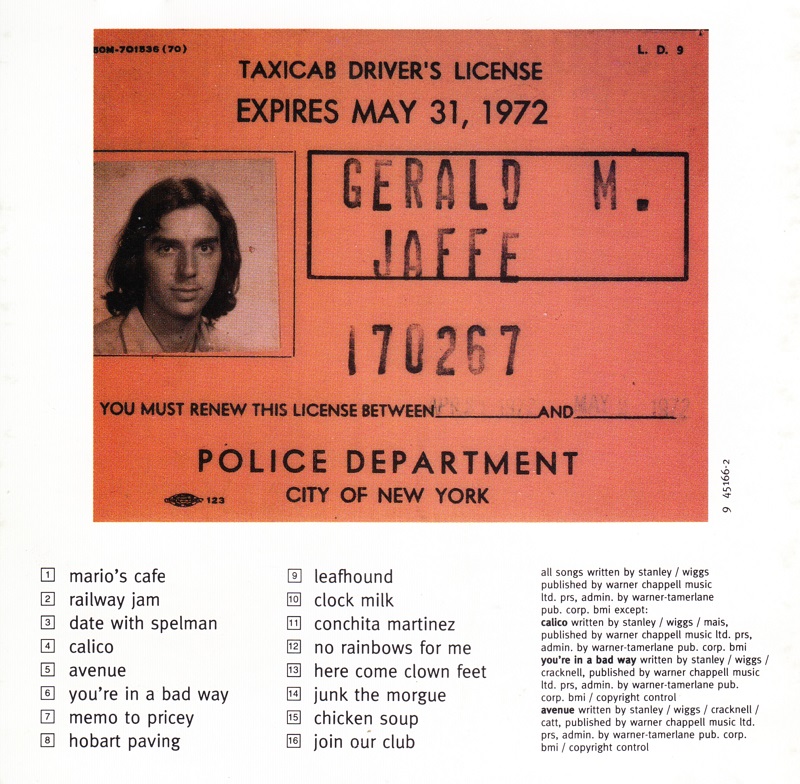 50M-701536 (70)
L. D. 9
TAXICAB DRIVER'S LICENSE
EXPIRES MAY 31, 1972
GERALD M.
JAFFE
170267
YOU MUST RENEW THIS LICENSE BETWEEN AND MAY 1972
POLICE DEPARTMENT
123
CITY OF NEW YORK
9 45166-2
1 mario's cafe
2 railway jam
3 date with spelman
4 calico
5 avenue
6 you're in a bad way
7 memo to pricey
8 hobart paving
9 leafhound
10 clock milk
11 conchita martinez
12 no rainbows for me
13 here come clown feet
14 junk the morgue
15 chicken soup
16 join our club
all songs written by stanley / wiggs
published by warner chappell music
ltd. prs, admin. by warner-tamerlane
pub. corp. bmi except:
calico written by stanley / wiggs / mais,
published by warner chappell music ltd. prs,
admin. by warner-tamerlane pub. corp. bmi
you're in a bad way written by stanley / wiggs /
cracknell, published by warner chappell music
ltd. prs, admin. by warner-tamerlane pub.
corp. bmi / copyright control
avenue written by stanley / wiggs / cracknell /
catt, published by warner chappell music ltd.
prs, admin. by warner-tamerlane pub. corp.
bmi / copyright control